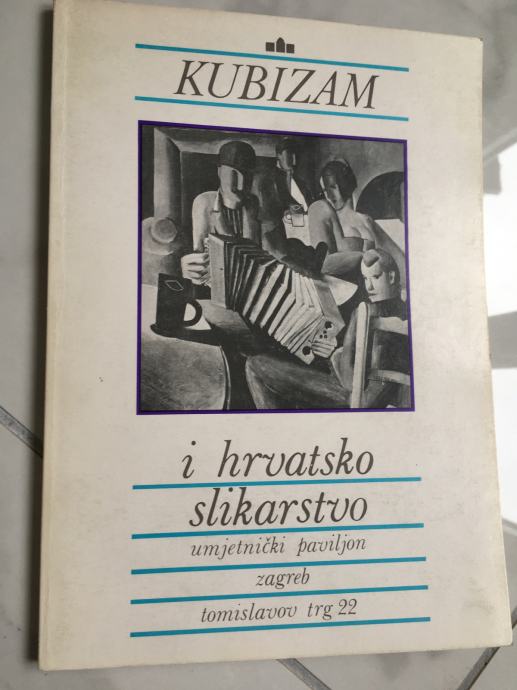 KUBIZAM
i hrvatsko
slikarstvo
umjetnički paviljon
zagreb
tomislavov trg 22